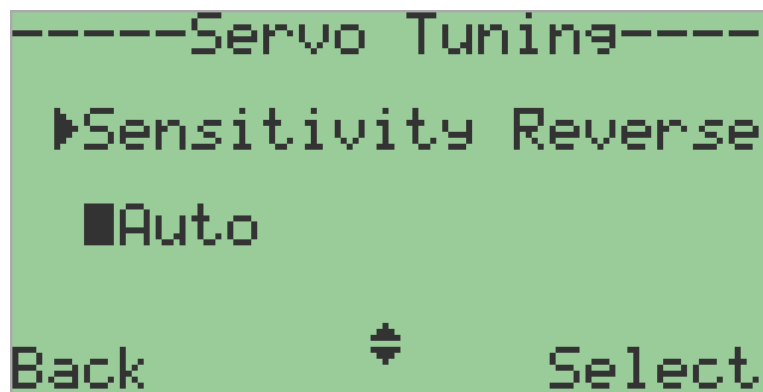 -----Servo Tuning----
Sensitivity Reverse
Auto
Back Select